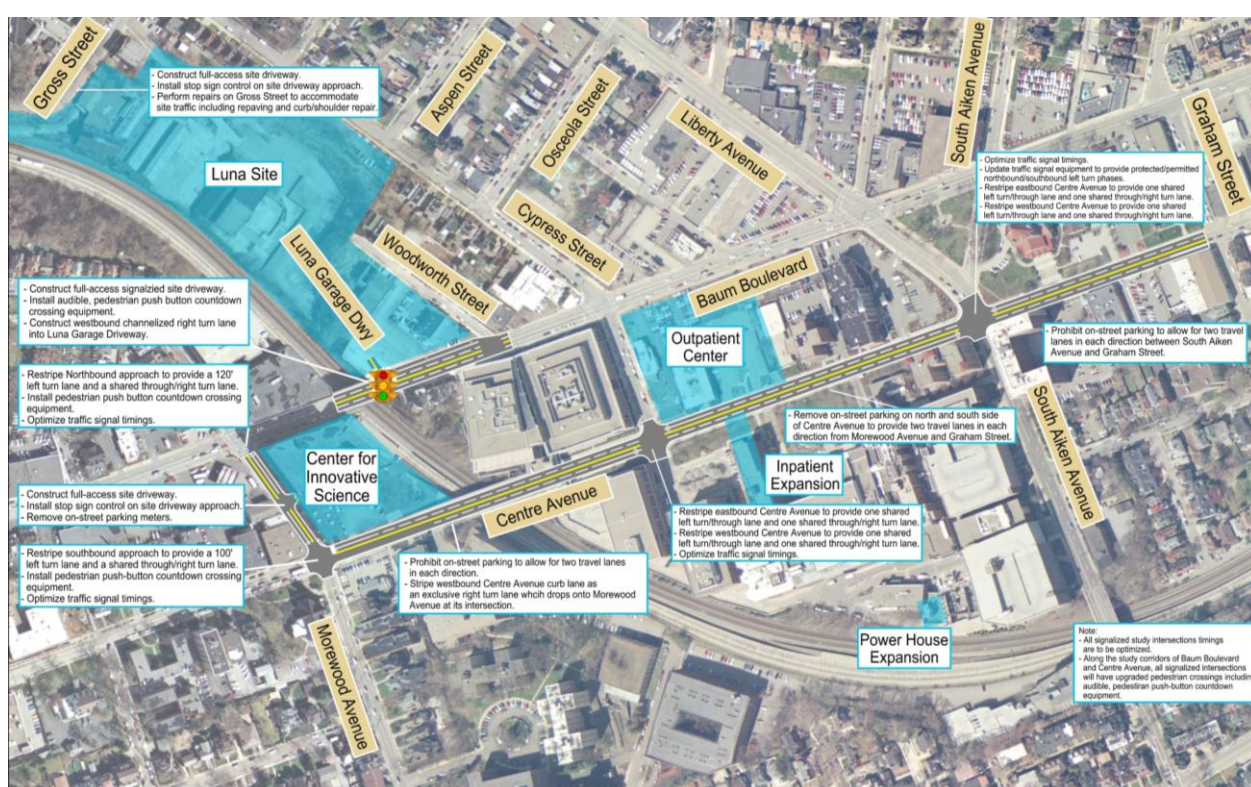 Gross Street
- Construct full-access site driveway.
- Install stop sign control on site driveway approach.
- Perform repairs on Gross Street to accommodate
site traffic including repaving and curb/shoulder repair.
Aspen Street
Osceola Street
Liberty Avenue
South Aiken Avenue
Graham Street
Luna Site
Cypress Street
- Optimize traffic signal timings.
- Update traffic signal equipment to provide protected/permitted
northbound/southbound left turn phases.
- Restripe eastbound Centre Avenue to provide one shared
left turn/through lane and one shared through/right turn lane.
- Restripe westbound Centre Avenue to provide one shared
left turn/through lane and one shared through/right turn lane.
Luna Garage Dwy
Woodworth Street
Baum Boulevard
- Construct full-access signalzied site driveway.
- Install audible, pedestrian push button countdown
crossing equipment.
- Construct westbound channelized right turn lane
into Luna Garage Driveway.
Outpatient
Center
- Prohibit on-street parking to allow for two travel
lanes in each direction between South Aiken
Avenue and Graham Street.
- Restripe Northbound approach to provide a 120'
left turn lane and a shared through/right turn lane.
- Install pedestrian push button countdown crossing
equipment.
- Optimize traffic signal timings.
- Remove on-street parking on north and south side
of Centre Avenue to provide two travel lanes in each
direction from Morewood Avenue and Graham Street.
South Aiken Avenue
Center for
Innovative
Science
Inpatient
Expansion
Centre Avenue
- Construct full-access site driveway.
- Install stop sign control on site driveway approach.
- Remove on-street parking meters.
- Restripe eastbound Centre Avenue to provide one shared
left turn/through lane and one shared through/right turn lane.
- Restripe westbound Centre Avenue to provide one shared
left turn/through lane and one shared through/right turn lane.
- Optimize traffic signal timings.
- Restripe southbound approach to provide a 100'
left turn lane and a shared through/right turn lane.
- Install pedestrian push-button countdown crossing
equipment.
- Optimize traffic signal timings.
- Prohibit on-street parking to allow for two travel lanes
in each direction.
- Stripe westbound Centre Avenue curb lane as
an exclusive right turn lane whcih drops onto Morewood
Avenue at its intersection.
Morewood Avenue
Power House
Expansion
Note:
- All signalized study intersections timings
are to be optimized.
- Along the study corridors of Baum Boulevard
and Centre Avenue, all signalized intersections
will have upgraded pedestrian crossings includin
audible, pedestiran push-button countdown
equipment.